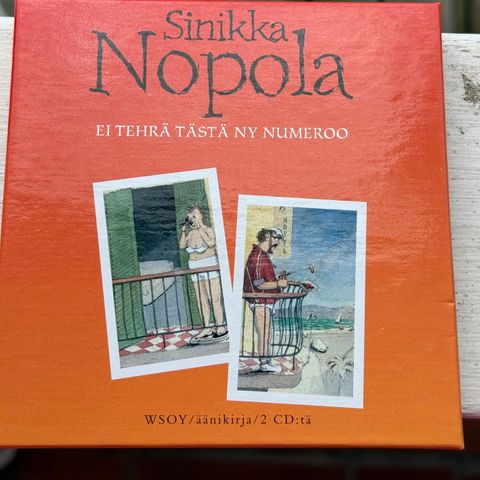 Sinikka
Nopola
EI TEHRÄ TÄSTÄ NY NUMEROO
WSOY/äänikirja/2 CD:tä